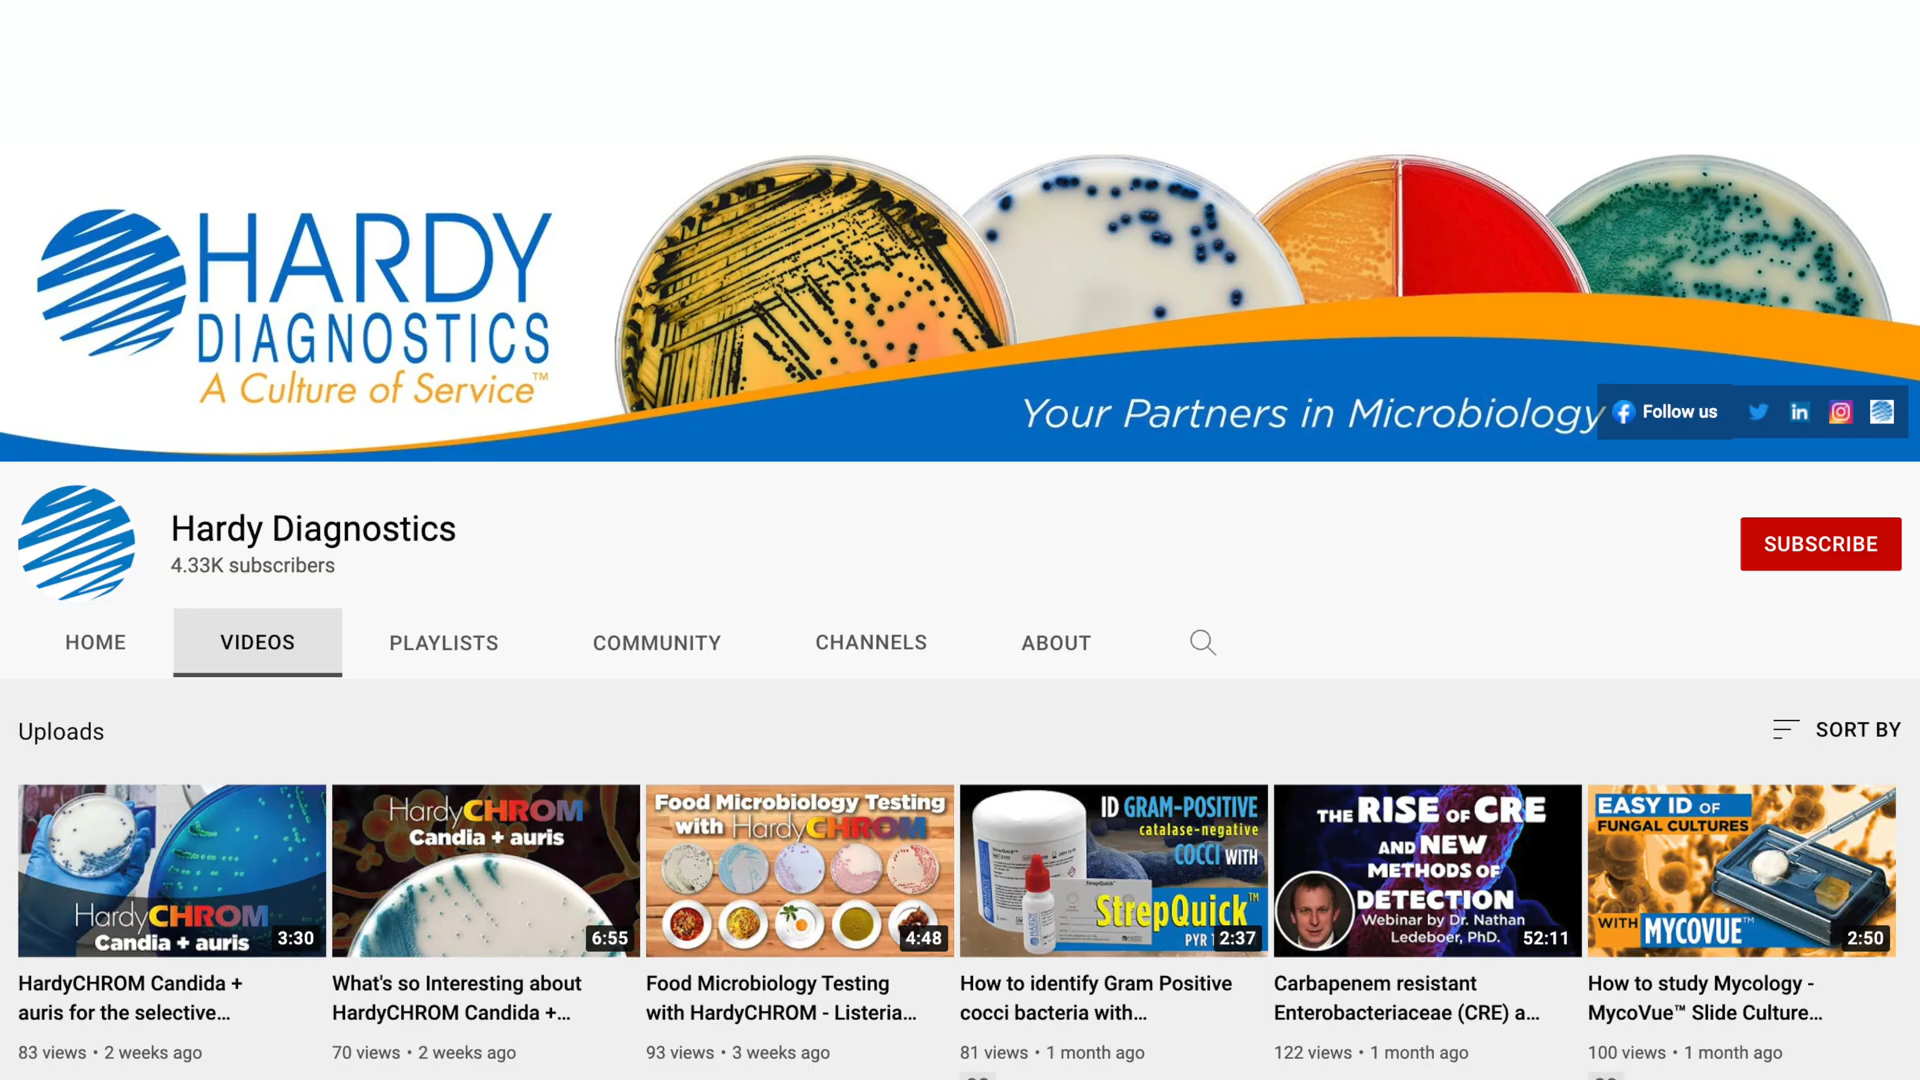 HARDY
DIAGNOSTICS
A Culture of Service™
Your Partners in Microbiology
Follow us
Hardy Diagnostics
4.33K subscribers
SUBSCRIBE
HOME
VIDEOS
PLAYLISTS
COMMUNITY
CHANNELS
ABOUT
Uploads
SORT BY
HardyCHROM
Candia + auris
3:30
HardyCHROM
Candia + auris
6:55
Food Microbiology Testing
with HardyCHROM
4:48
ID GRAM-POSITIVE
catalase-negative
COCCI WITH
StrepQuick™
PYR
2:37
THE RISE OF CRE
AND NEW
METHODS OF
DETECTION
Webinar by Dr. Nathan
Ledeboer, PhD.
52:11
EASY ID OF
FUNGAL CULTURES
WITH MYCOVUE™
2:50
HardyCHROM Candida +
auris for the selective...
83 views • 2 weeks ago
What's so Interesting about
HardyCHROM Candida +...
70 views • 2 weeks ago
Food Microbiology Testing
with HardyCHROM - Listeria...
93 views • 3 weeks ago
How to identify Gram Positive
cocci bacteria with...
81 views • 1 month ago
Carbapenem resistant
Enterobacteriaceae (CRE) a...
122 views • 1 month ago
How to study Mycology -
MycoVue™ Slide Culture...
100 views • 1 month ago